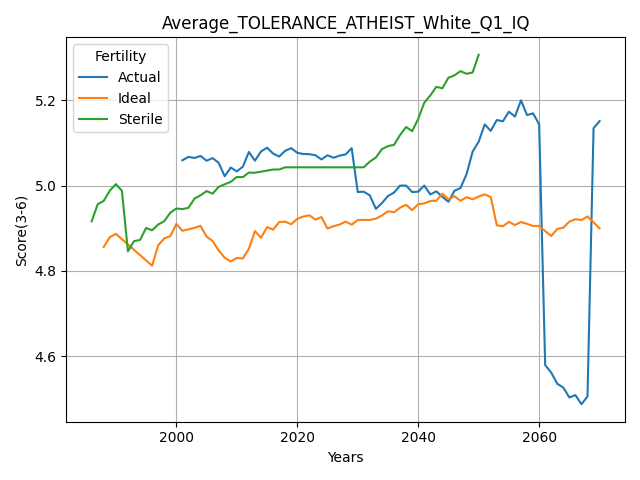 Average_TOLERANCE_ATHEIST_White_Q1_IQ
Fertility
Actual
Ideal
Sterile
Score(3-6)
5.2
5.0
4.8
4.6
2000
2020
2040
2060
Years